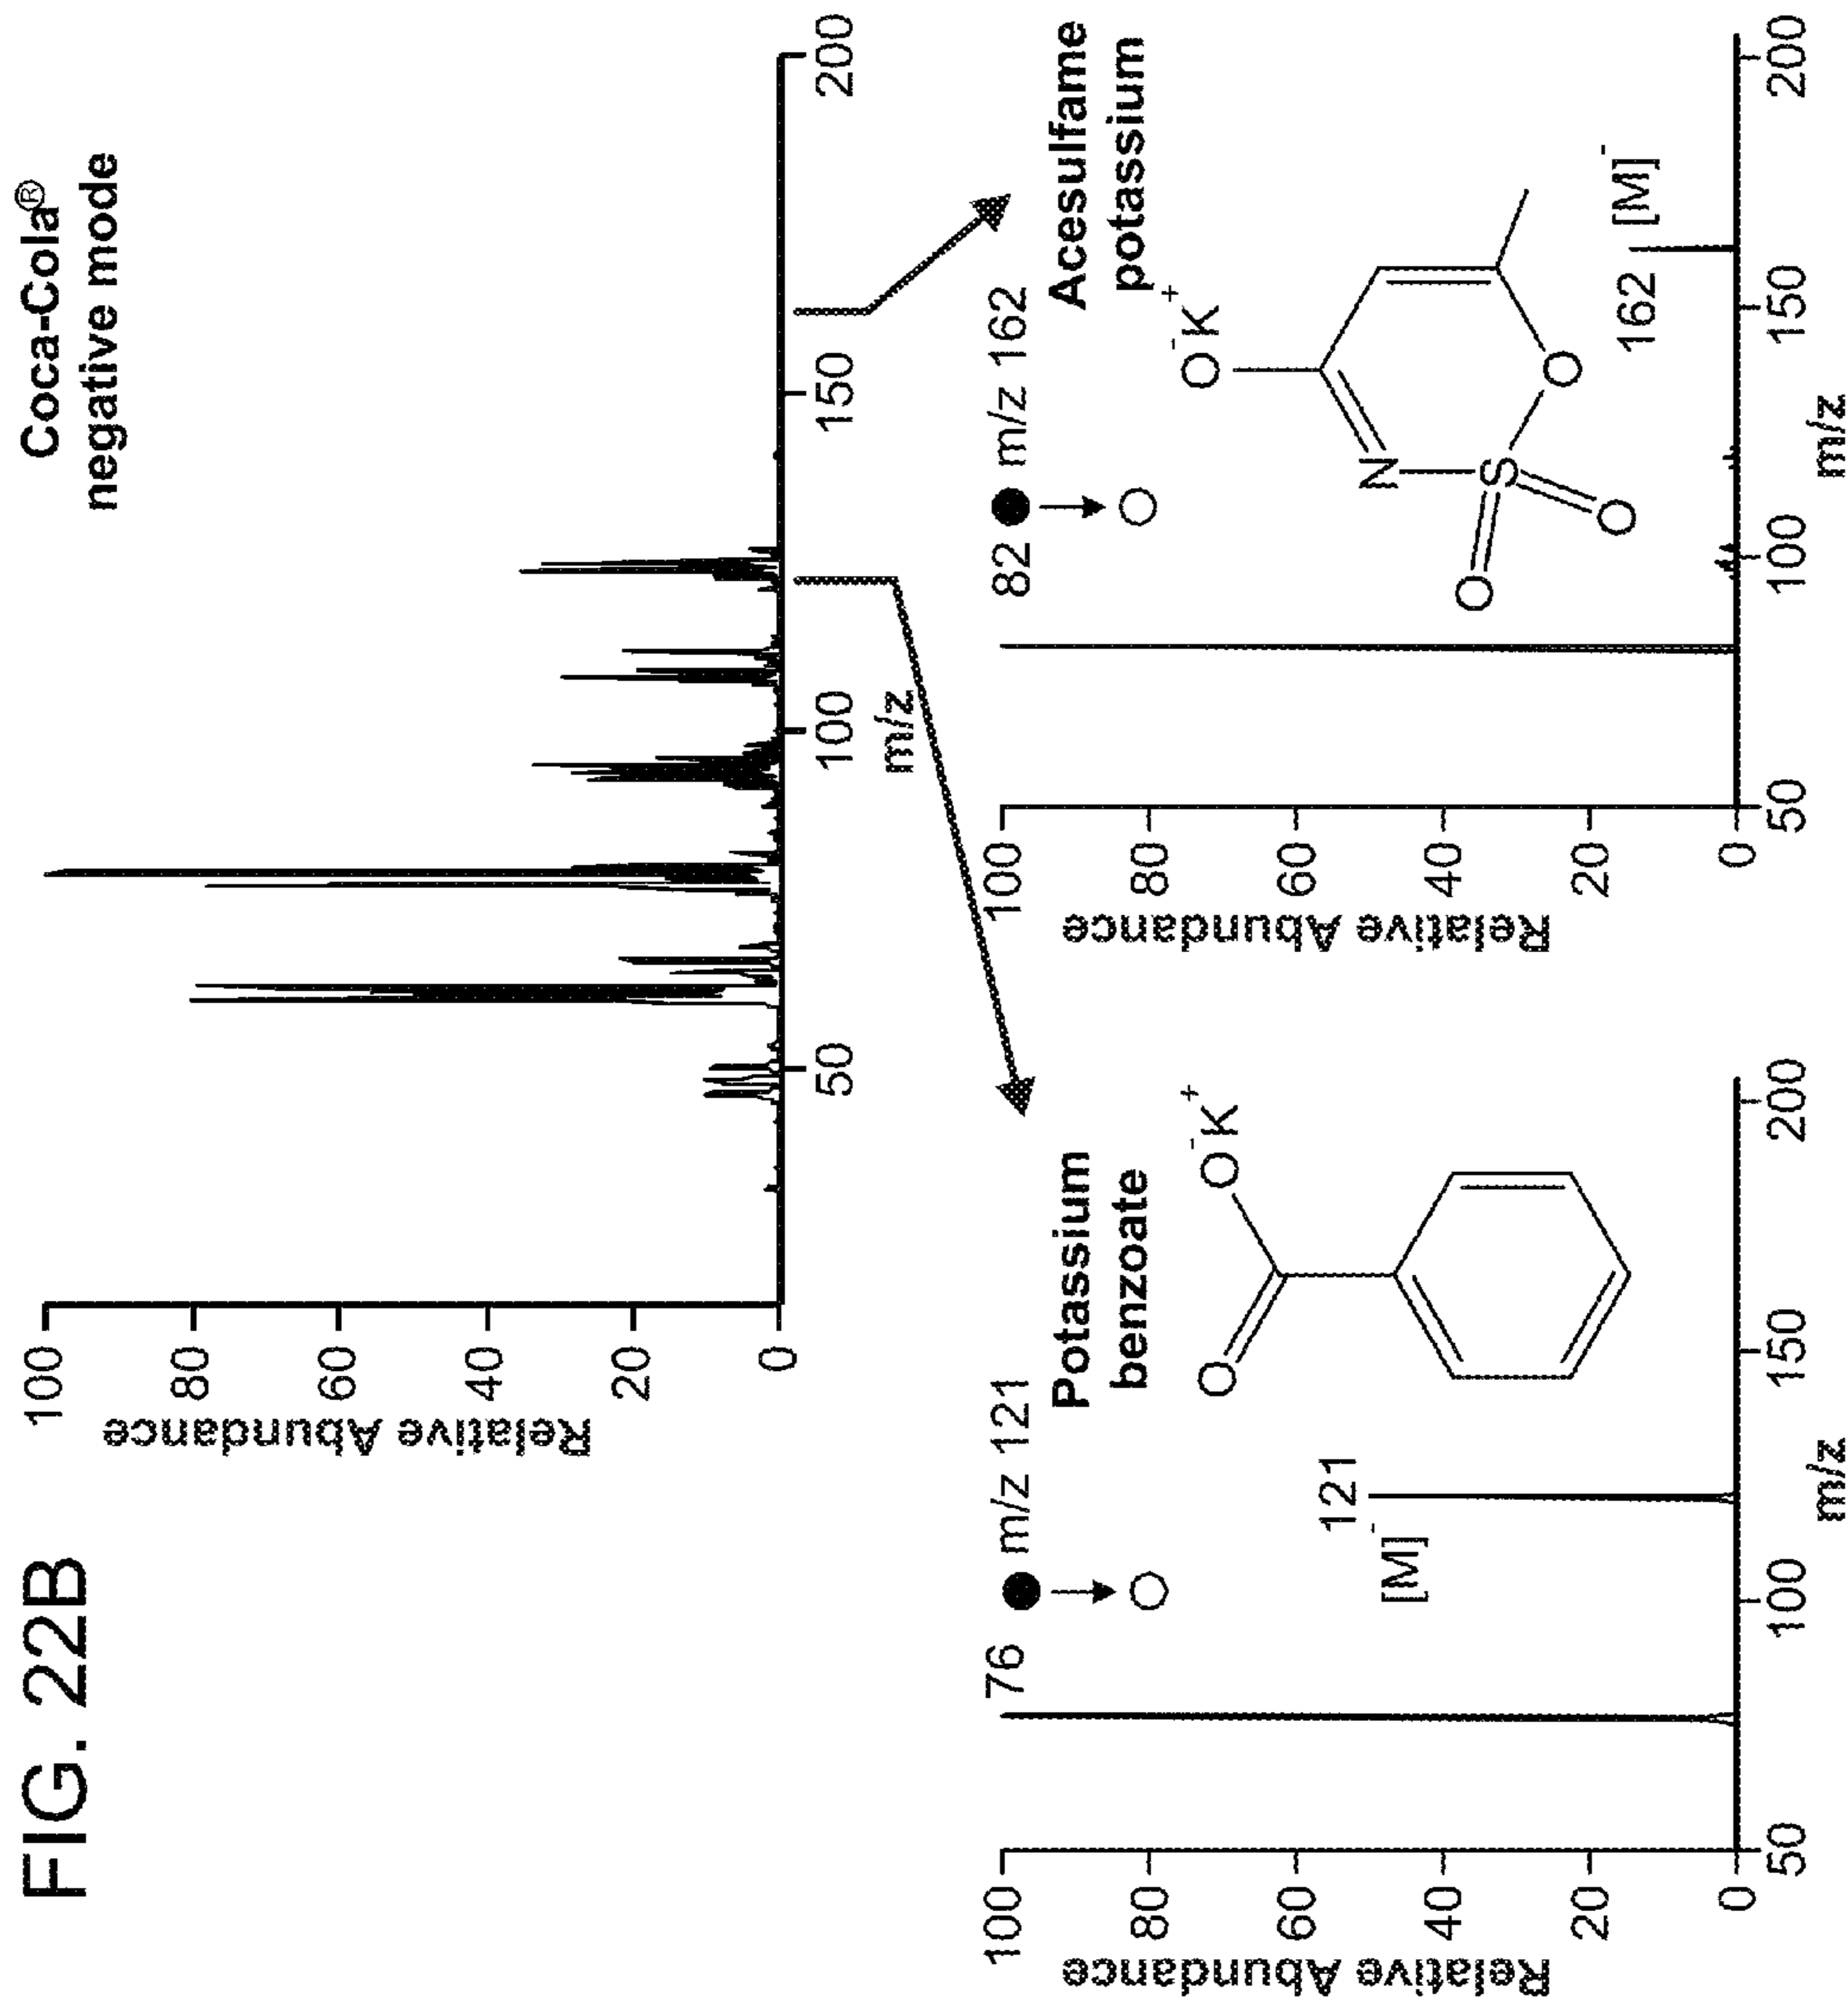 FIG. 22B
Coca-Cola®
negative mode
Relative Abundance
100
80
60
40
20
0
50
100
150
200
m/z
76
m/z 121
Potassium
benzoate
O
O⁻K⁺
121
[M]⁻
Relative Abundance
100
80
60
40
20
0
50
100
150
200
m/z
82
m/z 162
Acesulfame
potassium
O⁻K⁺
N
S
O
O
O
162
[M]⁻
Relative Abundance
100
80
60
40
20
0
50
100
150
200
m/z